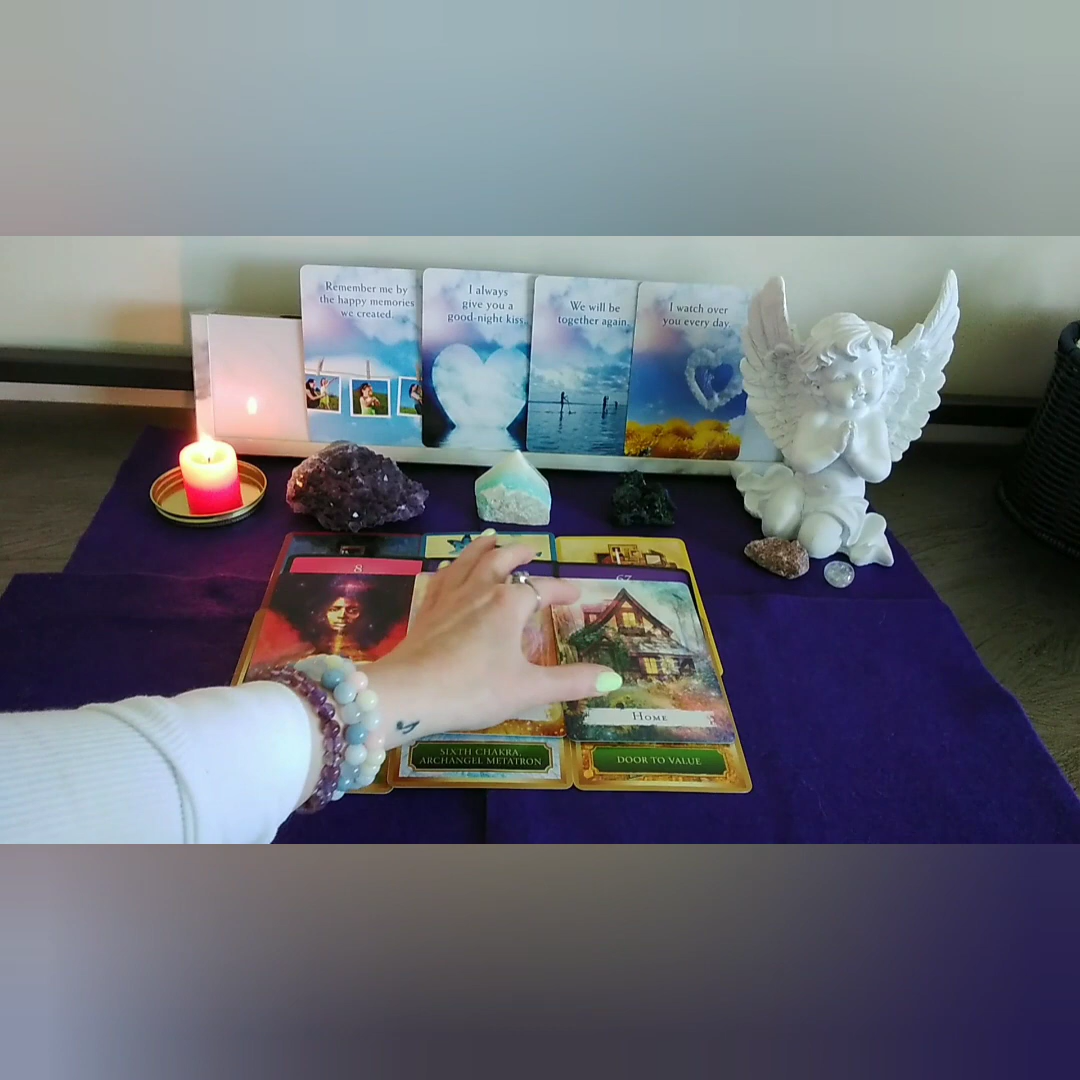 Remember me by
the happy memories
we created.
I always
give you a
good-night kiss.
We will be
together again.
I watch over
you every day.
8
67
HOME
SIXTH CHAKRA,
ARCHANGEL METATRON
DOOR TO VALUE